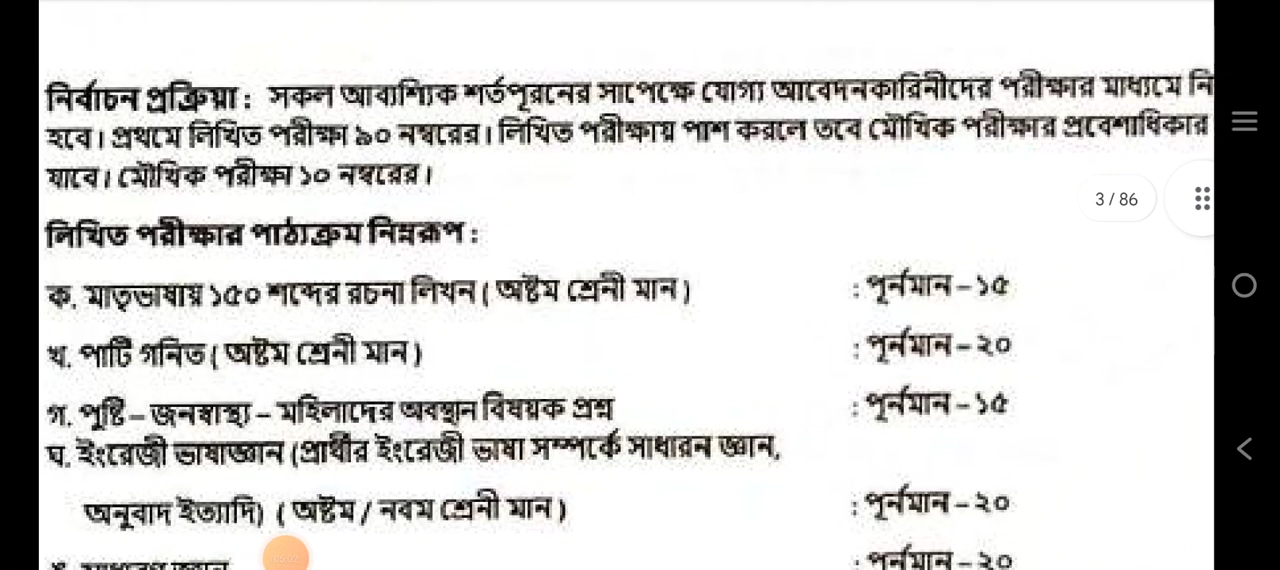 নির্বাচন প্রক্রিয়া : সকল আবাশ্যিক শর্তপূরনের সাপেক্ষে যোগ্য আবেদনকারিনীদের পরীক্ষার মাধ্যমে নি
হবে। প্রথমে লিখিত পরীক্ষা ৯০ নম্বরের। লিখিত পরীক্ষায় পাশ করলে তবে মৌখিক পরীক্ষার প্রবেশাধিকার
যাবে। মৌখিক পরীক্ষা ১০ নম্বরের।
3 / 86
লিখিত পরীক্ষার পাঠ্যক্রম নিম্নরূপ :
ক. মাতৃভাষায় ১৫০ শব্দের রচনা লিখন ( অষ্টম শ্রেনী মান ) : পূর্নমান – ১৫
খ. পাটি গনিত ( অষ্টম শ্রেনী মান ) : পূর্নমান – ২০
গ. পুষ্টি – জনস্বাস্থ্য – মহিলাদের অবস্থান বিষয়ক প্রশ্ন : পূর্নমান – ১৫
ঘ. ইংরেজী ভাষাজ্ঞান (প্রার্থীর ইংরেজী ভাষা সম্পর্কে সাধারন জ্ঞান,
অনুবাদ ইত্যাদি) ( অষ্টম / নবম শ্রেনী মান ) : পূর্নমান – ২০
: পূর্নমান – ২০